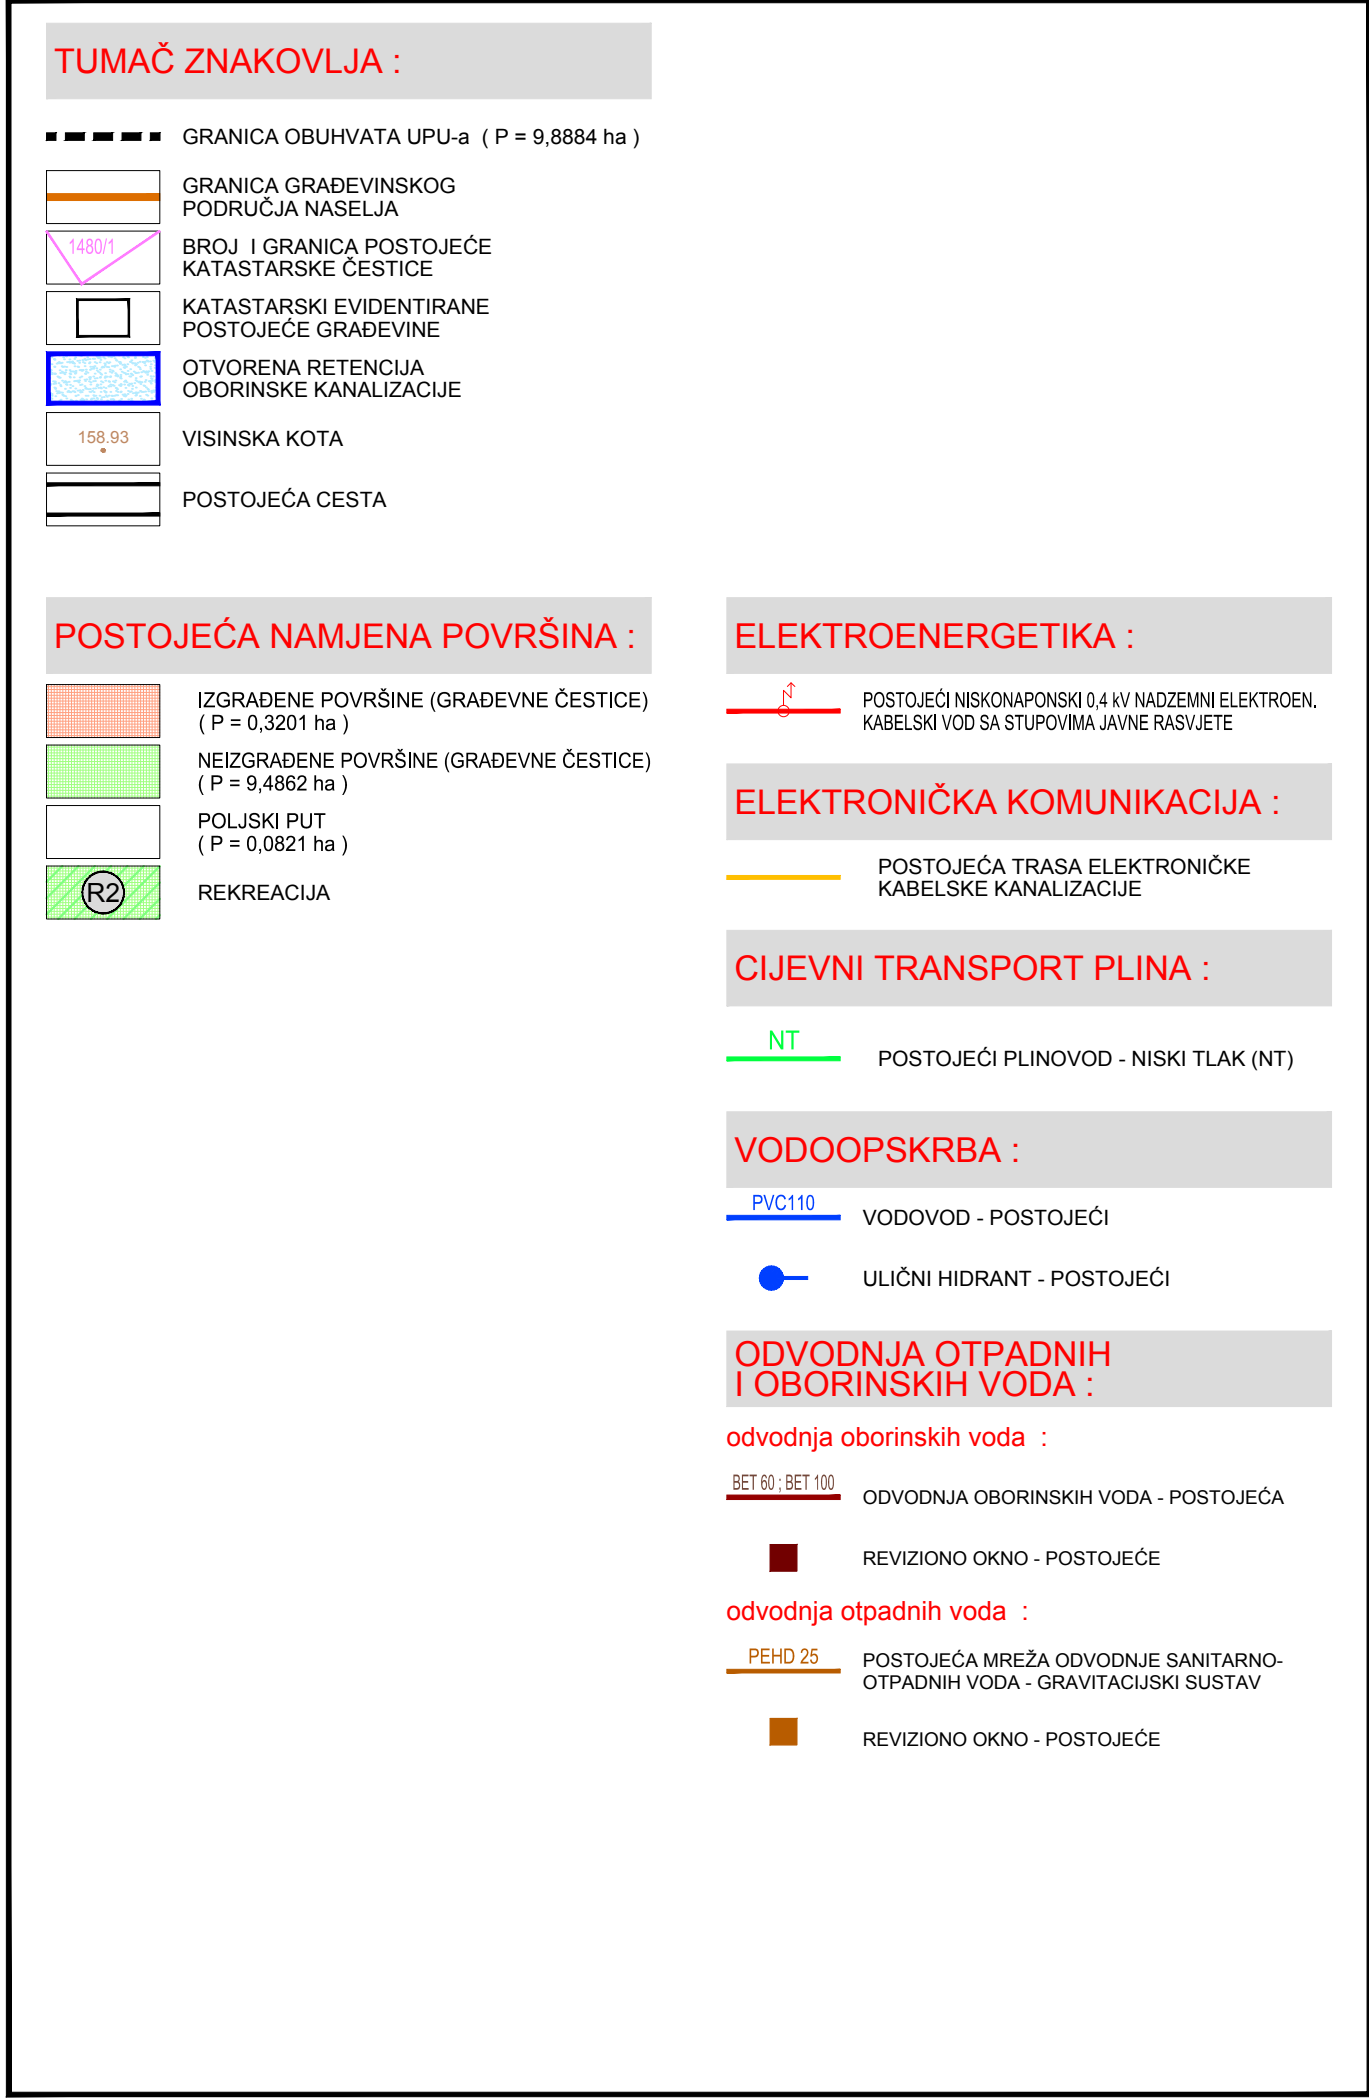 TUMAČ ZNAKOVLJA :
GRANICA OBUHVATA UPU-a ( P = 9,8884 ha )
GRANICA GRAĐEVINSKOG
PODRUČJA NASELJA
1480/1
BROJ I GRANICA POSTOJEĆE
KATASTARSKE ČESTICE
KATASTARSKI EVIDENTIRANE
POSTOJEĆE GRAĐEVINE
OTVORENA RETENCIJA
OBORINSKE KANALIZACIJE
158.93
VISINSKA KOTA
POSTOJEĆA CESTA
POSTOJEĆA NAMJENA POVRŠINA :
IZGRAĐENE POVRŠINE (GRAĐEVNE ČESTICE)
( P = 0,3201 ha )
NEIZGRAĐENE POVRŠINE (GRAĐEVNE ČESTICE)
( P = 9,4862 ha )
POLJSKI PUT
( P = 0,0821 ha )
R2
REKREACIJA
ELEKTROENERGETIKA :
POSTOJEĆI NISKONAPONSKI 0,4 kV NADZEMNI ELEKTROEN.
KABELSKI VOD SA STUPOVIMA JAVNE RASVJETE
ELEKTRONIČKA KOMUNIKACIJA :
POSTOJEĆA TRASA ELEKTRONIČKE
KABELSKE KANALIZACIJE
CIJEVNI TRANSPORT PLINA :
NT
POSTOJEĆI PLINOVOD - NISKI TLAK (NT)
VODOOPSKRBA :
PVC110
VODOVOD - POSTOJEĆI
ULIČNI HIDRANT - POSTOJEĆI
ODVODNJA OTPADNIH
I OBORINSKIH VODA :
odvodnja oborinskih voda :
BET 60 ; BET 100
ODVODNJA OBORINSKIH VODA - POSTOJEĆA
REVIZIONO OKNO - POSTOJEĆE
odvodnja otpadnih voda :
PEHD 25
POSTOJEĆA MREŽA ODVODNJE SANITARNO-
OTPADNIH VODA - GRAVITACIJSKI SUSTAV
REVIZIONO OKNO - POSTOJEĆE